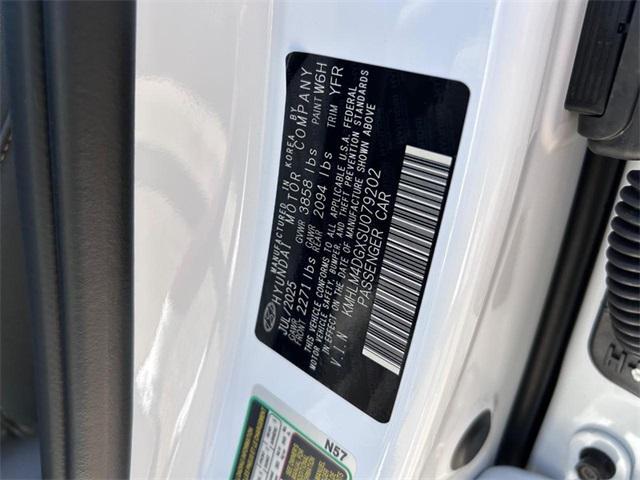 MANUFACTURED IN KOREA BY
HYUNDAI MOTOR COMPANY
JUL/2025 GVWR 3858 lbs PAINT W6H
GAWR FRONT 2271 lbs GAWR REAR 2094 lbs TRIM YFR
THIS VEHICLE CONFORMS TO ALL APPLICABLE U.S.A. FEDERAL
MOTOR VEHICLE SAFETY, BUMPER, AND THEFT PREVENTION STANDARDS
IN EFFECT ON THE DATE OF MANUFACTURE SHOWN ABOVE
V.I.N KMHLM4DGXSU079202
PASSENGER CAR
N57